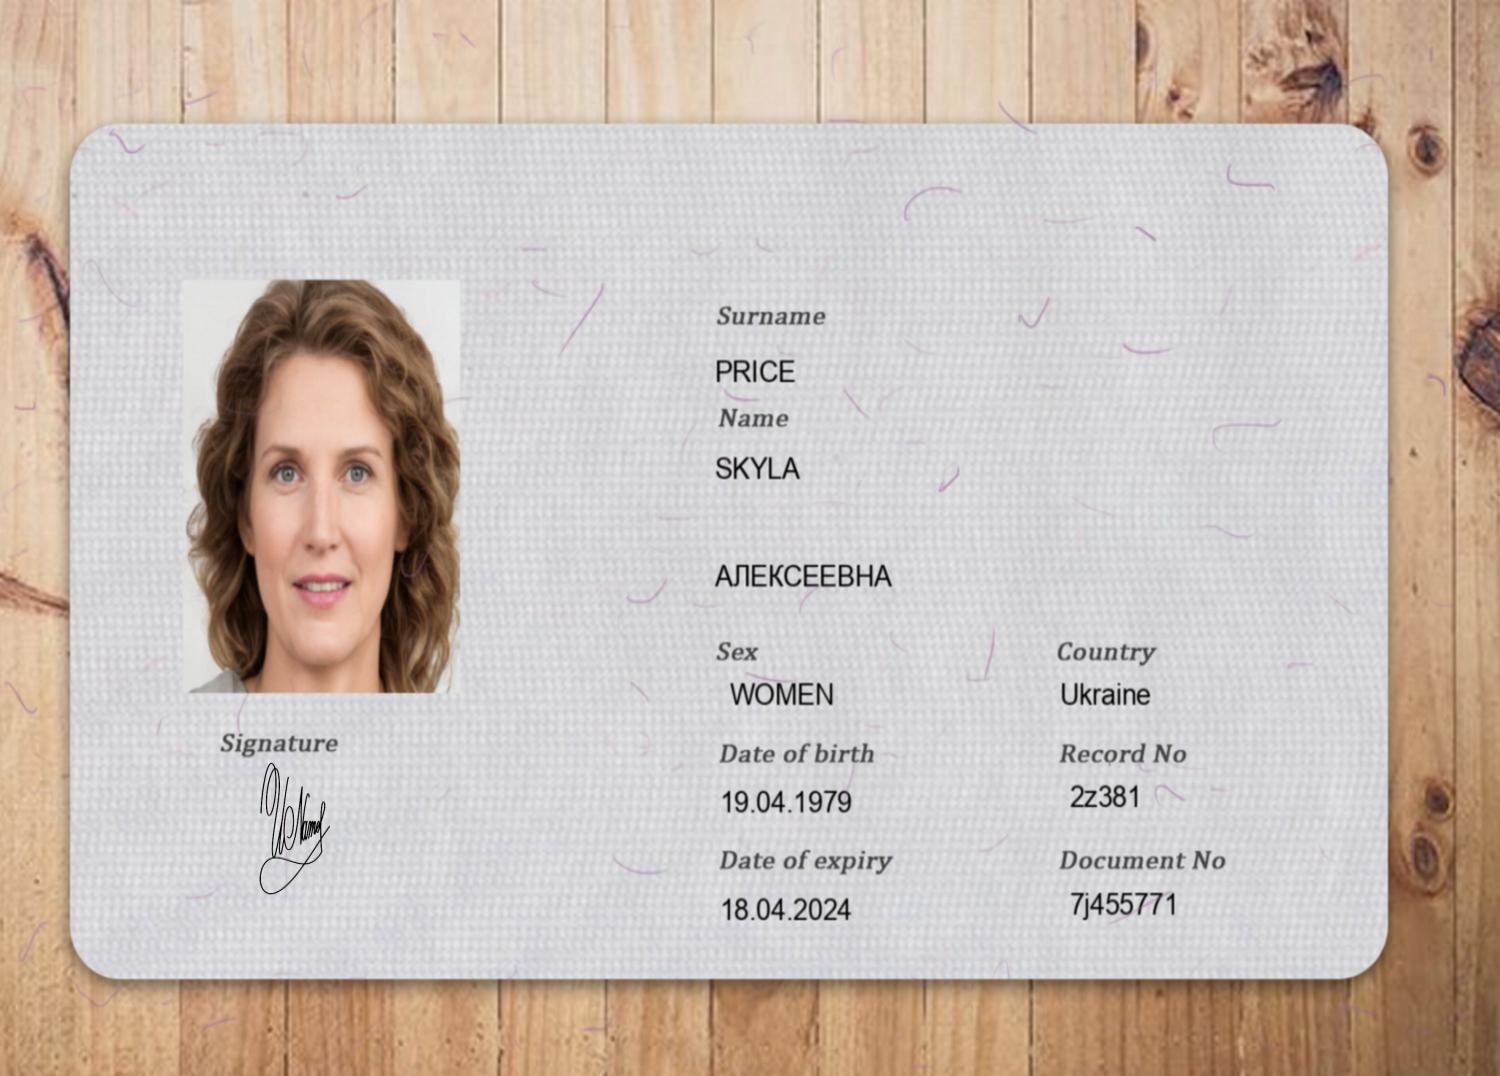 Surname
PRICE
Name
SKYLA
АЛЕКСЕЕВНА
Sex Country
WOMEN Ukraine
Date of birth Record No
19.04.1979 2z381
Date of expiry Document No
18.04.2024 7j455771
Signature